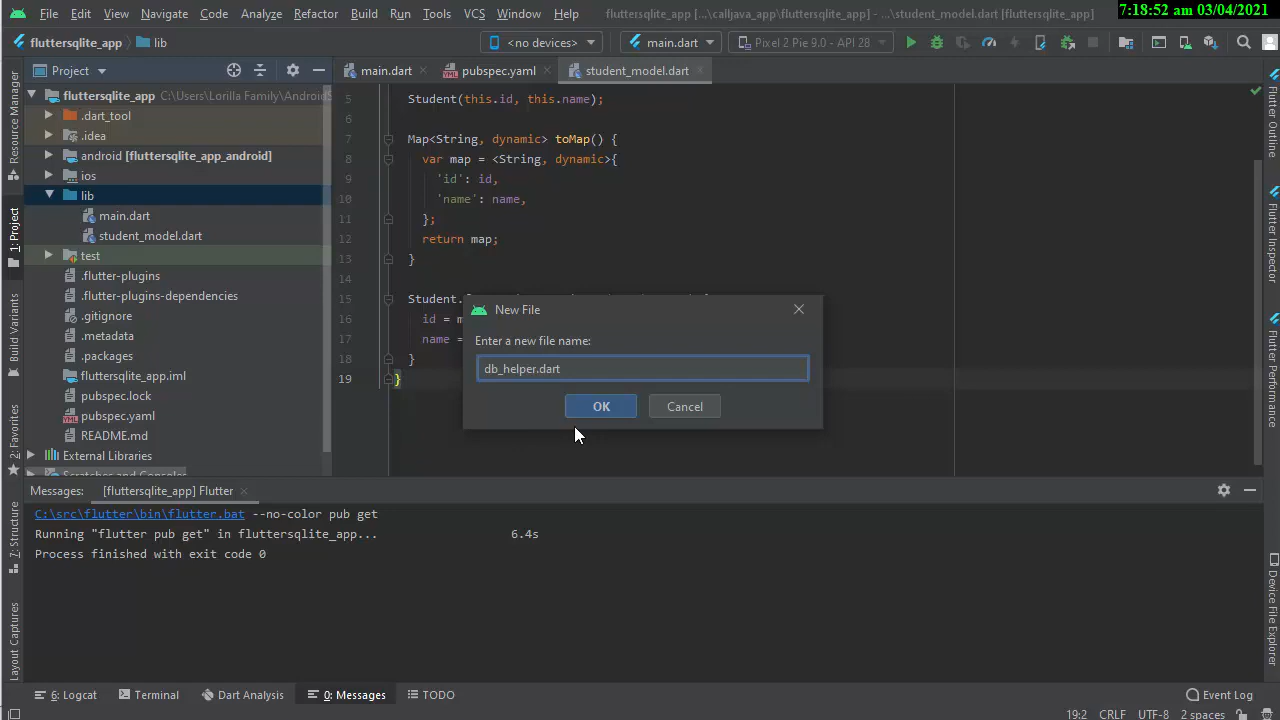 File Edit View Navigate Code Analyze Refactor Build Run Tools VCS Window Help fluttersqlite_app [...\calljava_app\fluttersqlite_app] - ...\student_model.dart [fluttersqlite_app]
7:18:52 am 03/04/2021
fluttersqlite_app lib <no devices> main.dart Pixel 2 Pie 9.0 - API 28
Project main.dart pubspec.yaml student_model.dart
fluttersqlite_app C:\Users\Lorilla Family\Android
.dart_tool
.idea
android [fluttersqlite_app_android]
ios
lib
main.dart
student_model.dart
test
.flutter-plugins
.flutter-plugins-dependencies
.gitignore
.metadata
.packages
fluttersqlite_app.iml
pubspec.lock
pubspec.yaml
README.md
External Libraries
Scratches and Consoles
5 Student(this.id, this.name);
6
7 Map<String, dynamic> toMap() {
8 var map = <String, dynamic>{
9 'id': id,
10 'name': name,
11 };
12 return map;
13 }
14
15 Student.
16 id = m
17 name =
18 }
19 }
New File
Enter a new file name:
db_helper.dart
OK Cancel
Messages: [fluttersqlite_app] Flutter
C:\src\flutter\bin\flutter.bat --no-color pub get
Running "flutter pub get" in fluttersqlite_app... 6.4s
Process finished with exit code 0
6: Logcat Terminal Dart Analysis 0: Messages TODO Event Log
19:2 CRLF UTF-8 2 spaces
Resource Manager
1: Project
Build Variants
2: Favorites
7: Structure
Layout Captures
Flutter Outline
Flutter Inspector
Flutter Performance
Device File Explorer